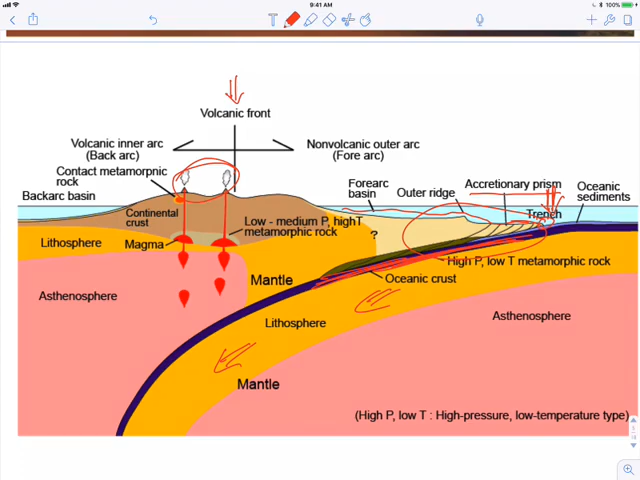 9:41 AM
100%
Volcanic front
Volcanic inner arc
(Back arc)
Nonvolcanic outer arc
(Fore arc)
Contact metamorpric
rock
Backarc basin
Forearc
basin
Outer ridge
Accretionary prism
Trench
Oceanic
sediments
Continental
crust
Low - medium P, highT
metamorphic rock
?
Lithosphere
Magma
High P, low T metamorphic rock
Mantle
Oceanic crust
Asthenosphere
Lithosphere
Asthenosphere
Mantle
(High P, low T : High-pressure, low-temperature type)